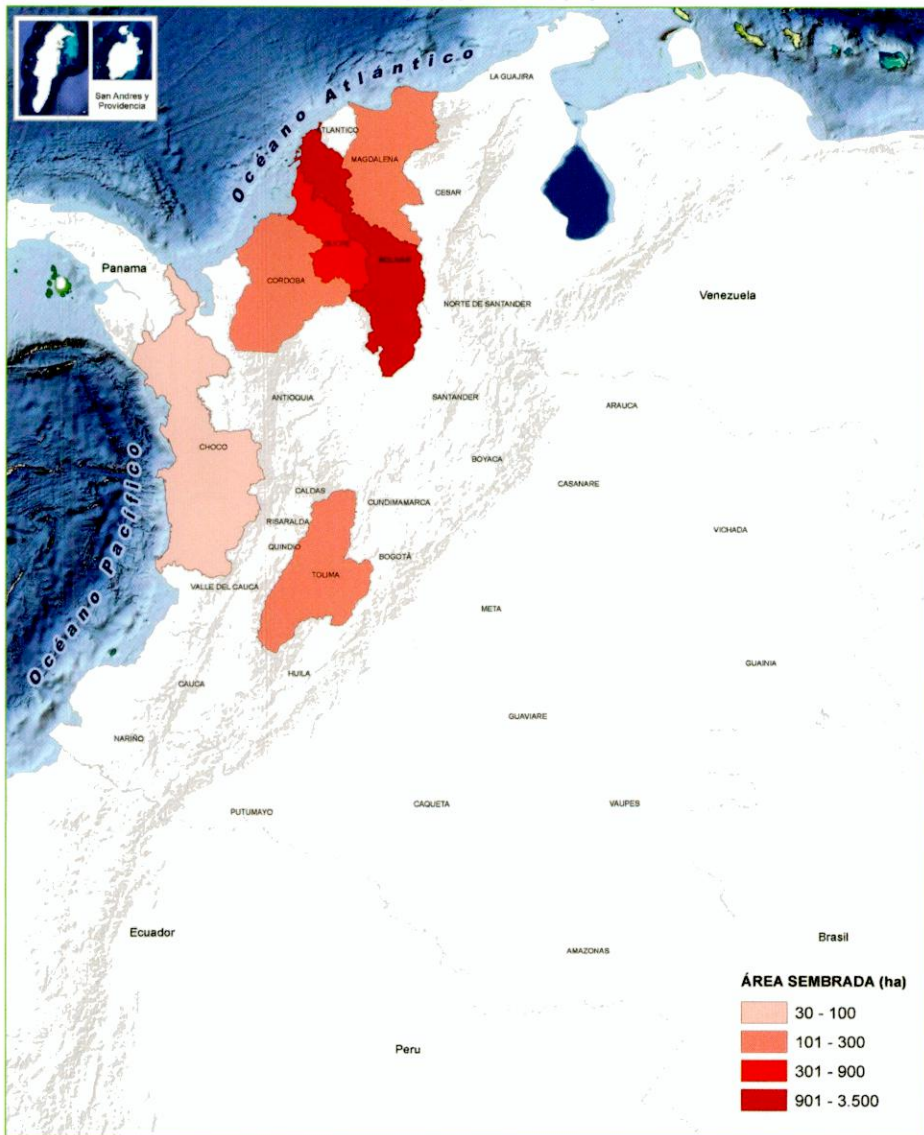 San Andres y
Providencia
Océano Atlántico
LA GUAJIRA
ATLANTICO
MAGDALENA
CESAR
Panama
SUCRE
BOLIVAR
CORDOBA
NORTE DE SANTANDER
Venezuela
ANTIOQUIA
SANTANDER
ARAUCA
CHOCO
BOYACA
CASANARE
CALDAS
CUNDIMAMARCA
RISARALDA
VICHADA
QUINDIO
BOGOTÁ
Océano Pacífico
TOLIMA
VALLE DEL CAUCA
META
HUILA
GUAINIA
CAUCA
GUAVIARE
NARIÑO
PUTUMAYO
CAQUETA
VAUPES
Ecuador
Brasil
AMAZONAS
Peru
ÁREA SEMBRADA (ha)
30 - 100
101 - 300
301 - 900
901 - 3.500